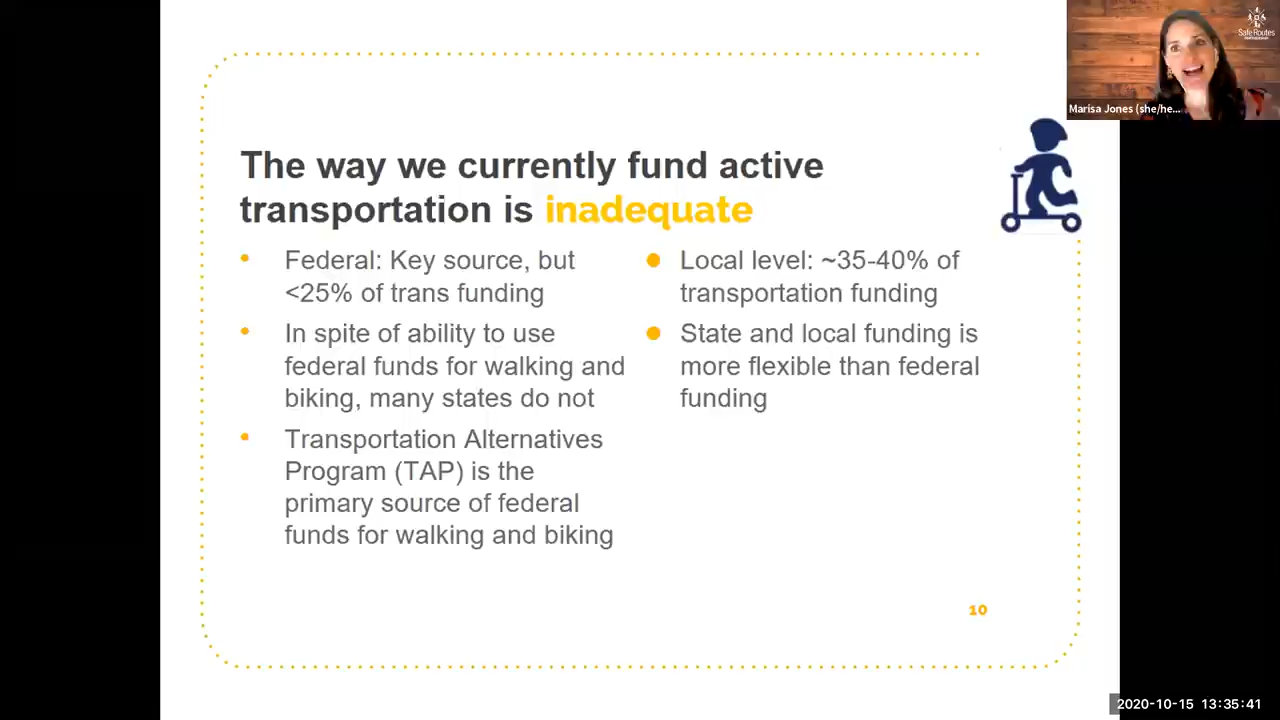 The way we currently fund active
transportation is inadequate
Federal: Key source, but
<25% of trans funding
In spite of ability to use
federal funds for walking and
biking, many states do not
Transportation Alternatives
Program (TAP) is the
primary source of federal
funds for walking and biking
Local level: ~35-40% of
transportation funding
State and local funding is
more flexible than federal
funding
10
Safe Routes
PARTNERSHIP
Marisa Jones (she/he...
2020-10-15 13:35:41